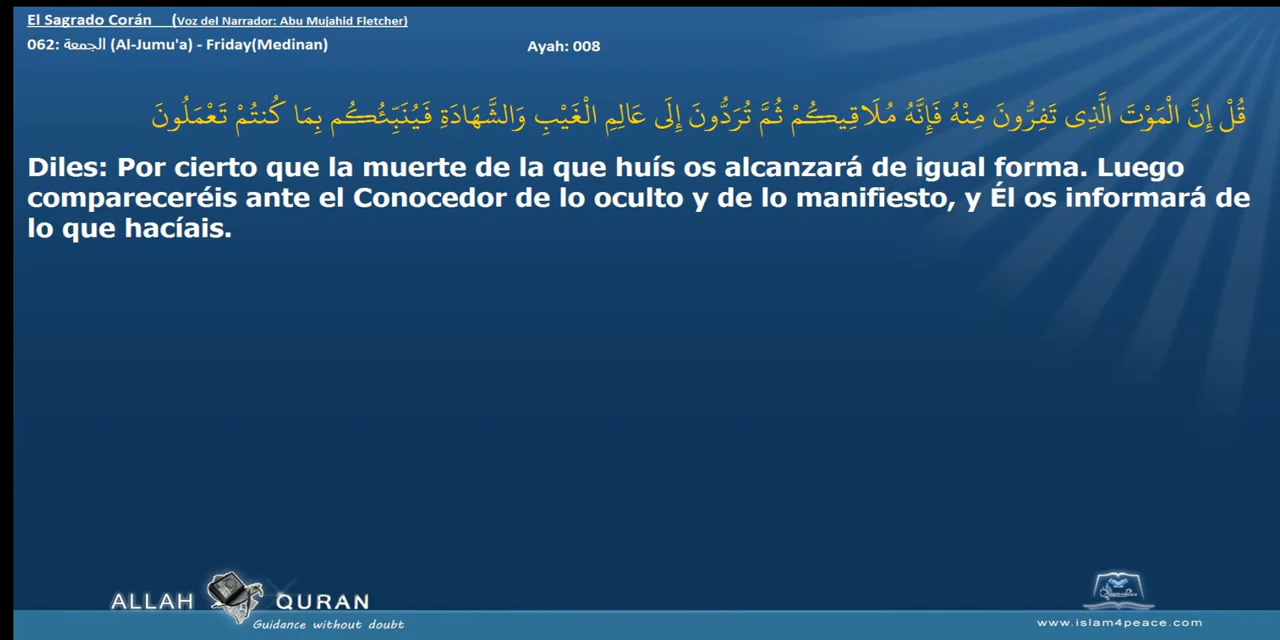 El Sagrado Corán (Voz del Narrador: Abu Mujahid Fletcher)
062: الجمعة (Al-Jumu'a) - Friday(Medinan) Ayah: 008
قُلْ إِنَّ الْمَوْتَ الَّذِى تَفِرُّونَ مِنْهُ فَإِنَّهُ مُلَاقِيكُمْ ثُمَّ تُرَدُّونَ إِلَى عَالِمِ الْغَيْبِ وَالشَّهَادَةِ فَيُنَبِّئُكُم بِمَا كُنتُمْ تَعْمَلُونَ
Diles: Por cierto que la muerte de la que huís os alcanzará de igual forma. Luego
compareceréis ante el Conocedor de lo oculto y de lo manifiesto, y Él os informará de
lo que hacíais.
ALLAH QURAN
Guidance without doubt
www.islam4peace.com